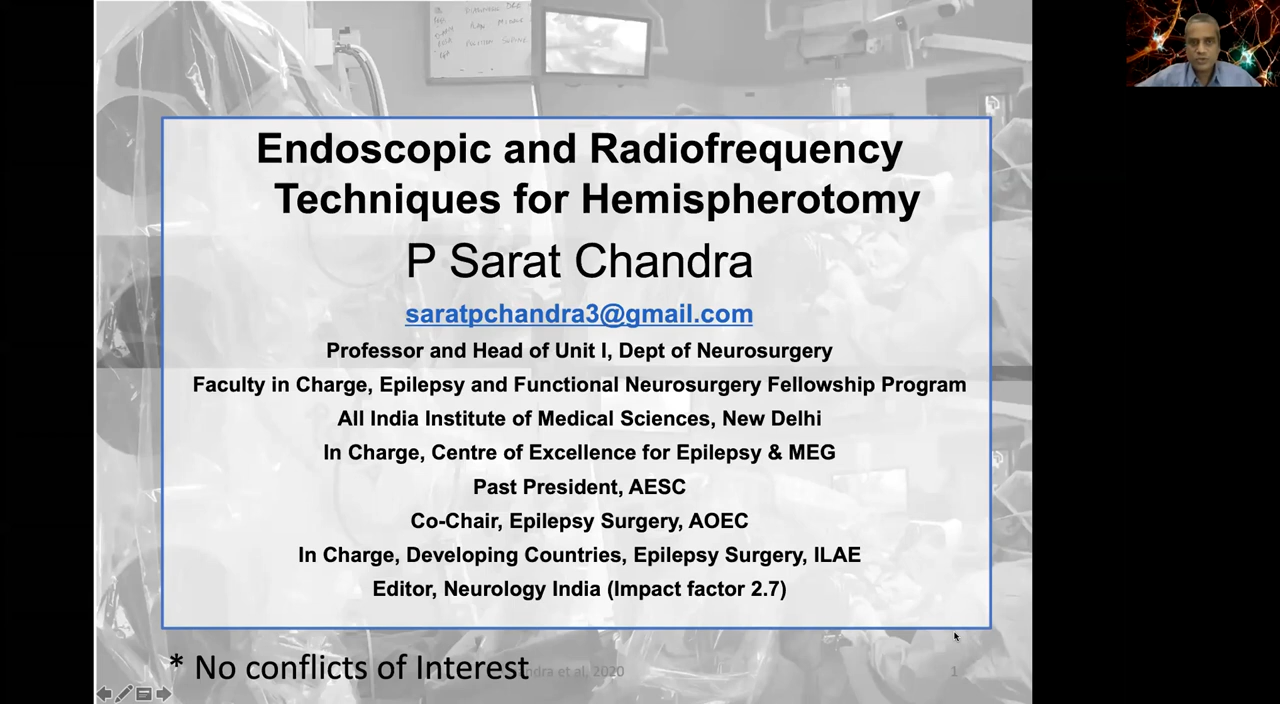 Endoscopic and Radiofrequency
Techniques for Hemispherotomy
P Sarat Chandra
saratpchandra3@gmail.com
Professor and Head of Unit I, Dept of Neurosurgery
Faculty in Charge, Epilepsy and Functional Neurosurgery Fellowship Program
All India Institute of Medical Sciences, New Delhi
In Charge, Centre of Excellence for Epilepsy & MEG
Past President, AESC
Co-Chair, Epilepsy Surgery, AOEC
In Charge, Developing Countries, Epilepsy Surgery, ILAE
Editor, Neurology India (Impact factor 2.7)
* No conflicts of Interest
et al, 2020
1